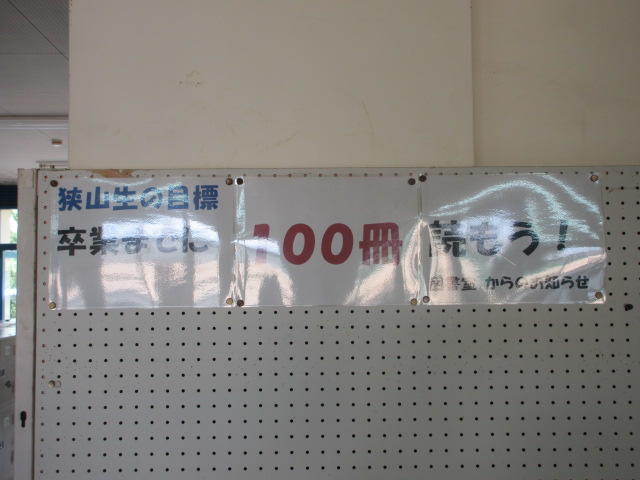 狭山生の目標
卒業までに 100冊 読もう!
図書室 からのお知らせ